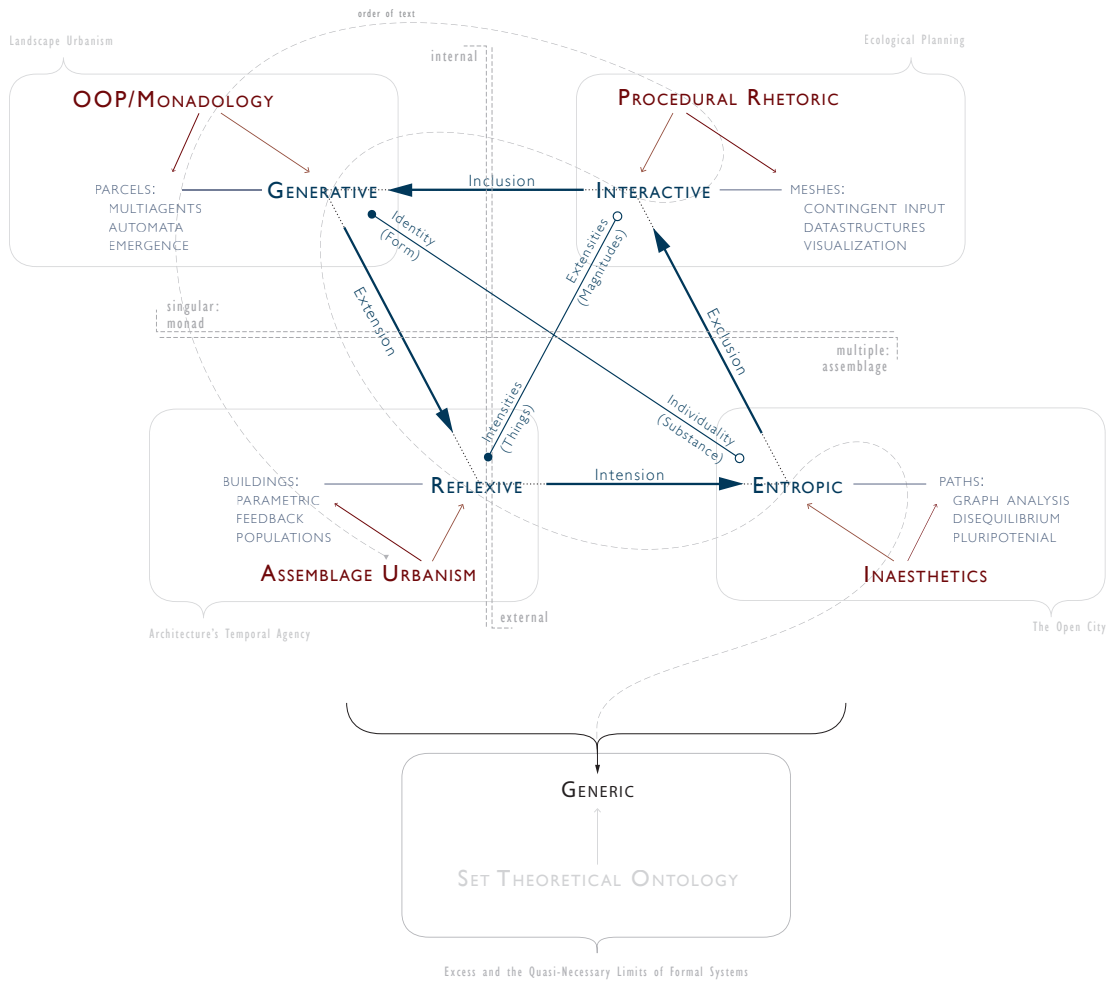 order of text
Landscape Urbanism
Ecological Planning
internal
OOP/Monadology
Procedural Rhetoric
PARCELS:
MULTIAGENTS
AUTOMATA
EMERGENCE
Generative
Inclusion
Interactive
MESHES:
CONTINGENT INPUT
DATASTRUCTURES
VISUALIZATION
Identity
(Form)
Extensities
(Magnitudes)
Extension
Exclusion
singular:
monad
multiple:
assemblage
Intensities
(Things)
Individuality
(Substance)
BUILDINGS:
PARAMETRIC
FEEDBACK
POPULATIONS
Reflexive
Intension
Entropic
PATHS:
GRAPH ANALYSIS
DISEQUILIBRIUM
PLURIPOTENIAL
Assemblage Urbanism
Inaesthetics
external
Architecture's Temporal Agency
The Open City
Generic
Set Theoretical Ontology
Excess and the Quasi-Necessary Limits of Formal Systems